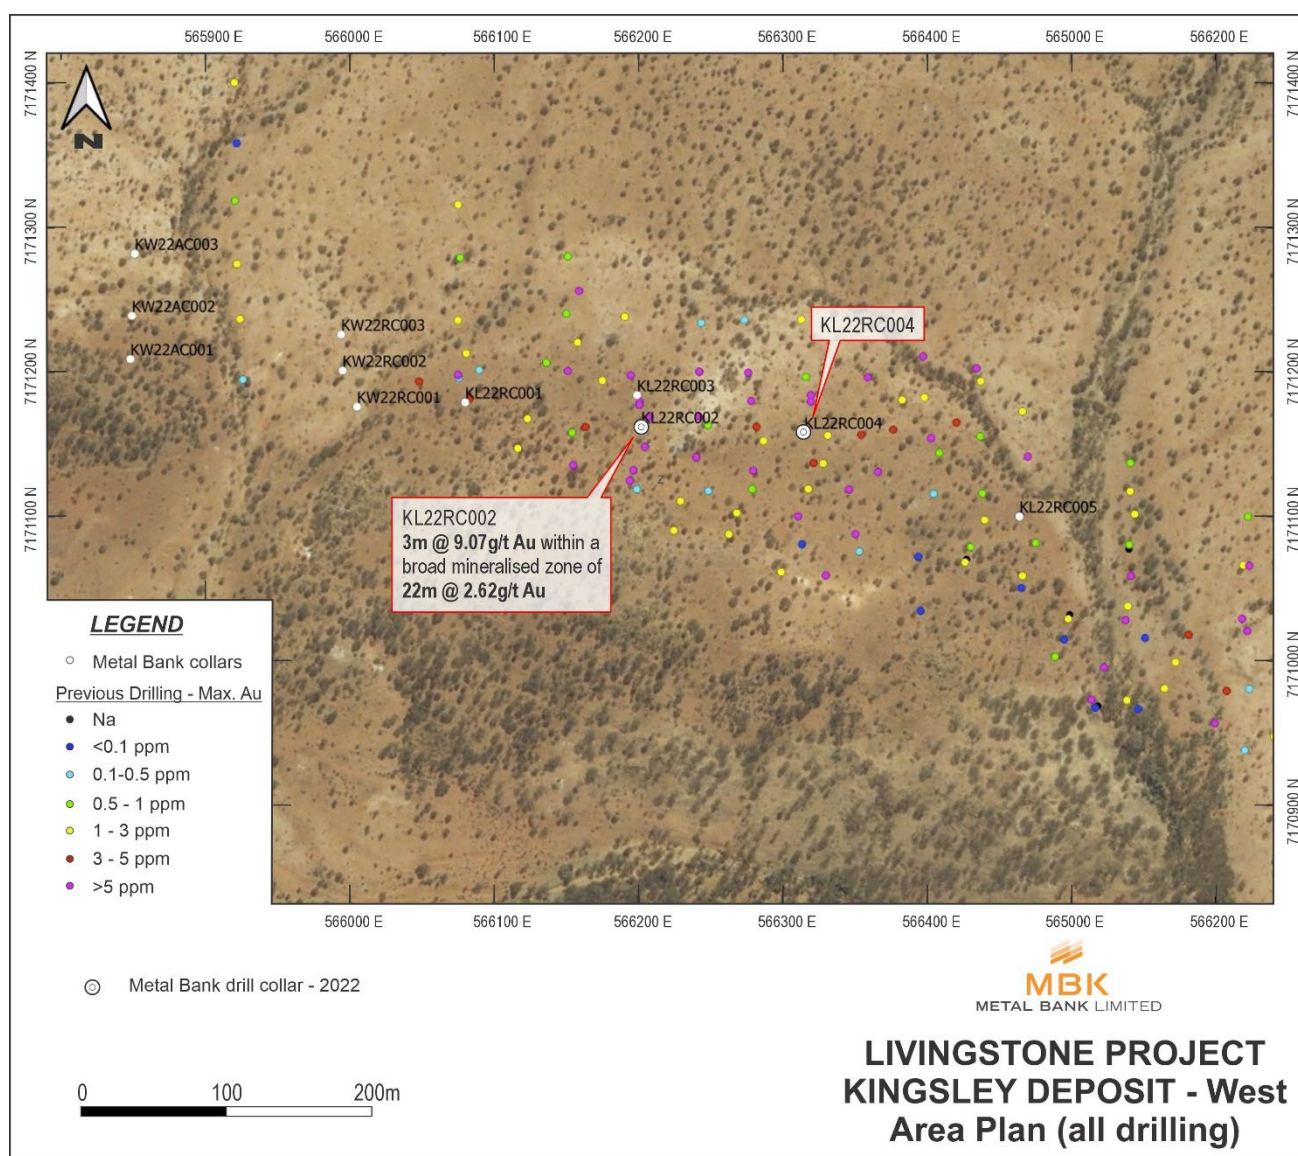 565900 E
566000 E
566100 E
566200 E
566300 E
566400 E
565000 E
566200 E
7171400 N
7171400 N
N
7171300 N
7171300 N
KW22AC003
KW22AC002
KW22RC003
KL22RC004
KW22AC001
KW22RC002
7171200 N
7171200 N
KL22RC003
KW22RC001
KL22RC001
KL22RC002
KL22RC004
Z
7171100 N
7171100 N
KL22RC005
KL22RC002
3m @ 9.07g/t Au within a
broad mineralised zone of
22m @ 2.62g/t Au
LEGEND
Metal Bank collars
Previous Drilling - Max. Au
Na
<0.1 ppm
0.1-0.5 ppm
0.5 - 1 ppm
1 - 3 ppm
3 - 5 ppm
>5 ppm
7171000 N
7170900 N
566000 E
566100 E
566200 E
566300 E
566400 E
565000 E
566200 E
Metal Bank drill collar - 2022
MBK
METAL BANK LIMITED
0
100
200m
LIVINGSTONE PROJECT
KINGSLEY DEPOSIT - West
Area Plan (all drilling)